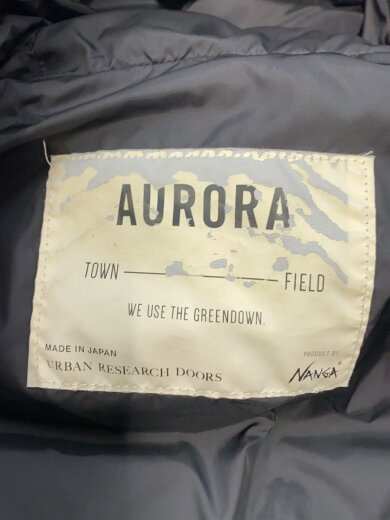 AURORA
TOWN FIELD
WE USE THE GREENDOWN.
MADE IN JAPAN
URBAN RESEARCH DOORS
PRODUCT BY
NANGA®